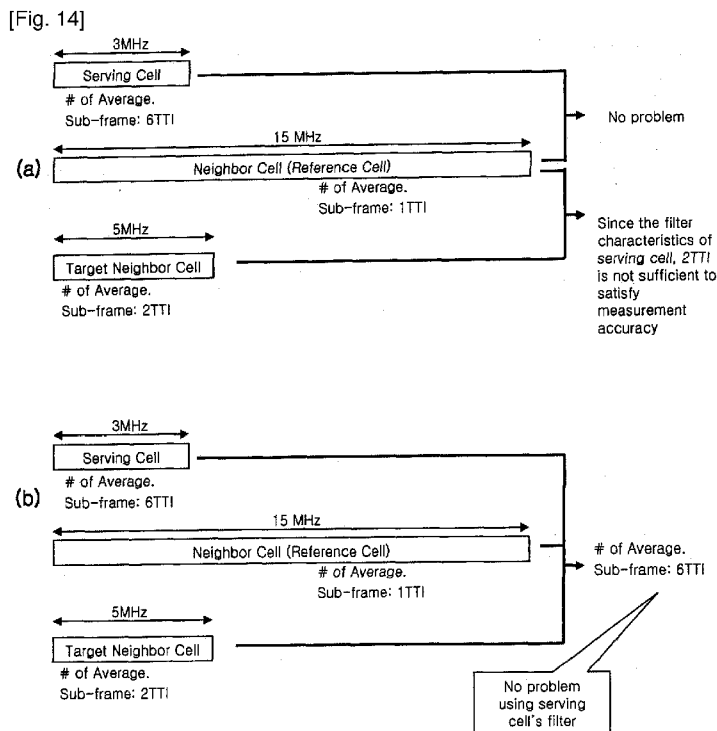 [Fig. 14]
3MHz
Serving Cell
# of Average.
Sub-frame: 6TTI
No problem
15 MHz
(a)
Neighbor Cell (Reference Cell)
# of Average.
Sub-frame: 1TTI
5MHz
Target Neighbor Cell
# of Average.
Sub-frame: 2TTI
Since the filter
characteristics of
serving cell, 2TTI
is not sufficient to
satisfy
measurement
accuracy
3MHz
Serving Cell
# of Average.
Sub-frame: 6TTI
(b)
15 MHz
Neighbor Cell (Reference Cell)
# of Average.
Sub-frame: 1TTI
# of Average.
Sub-frame: 6TTI
5MHz
Target Neighbor Cell
# of Average.
Sub-frame: 2TTI
No problem
using serving
cell's filter